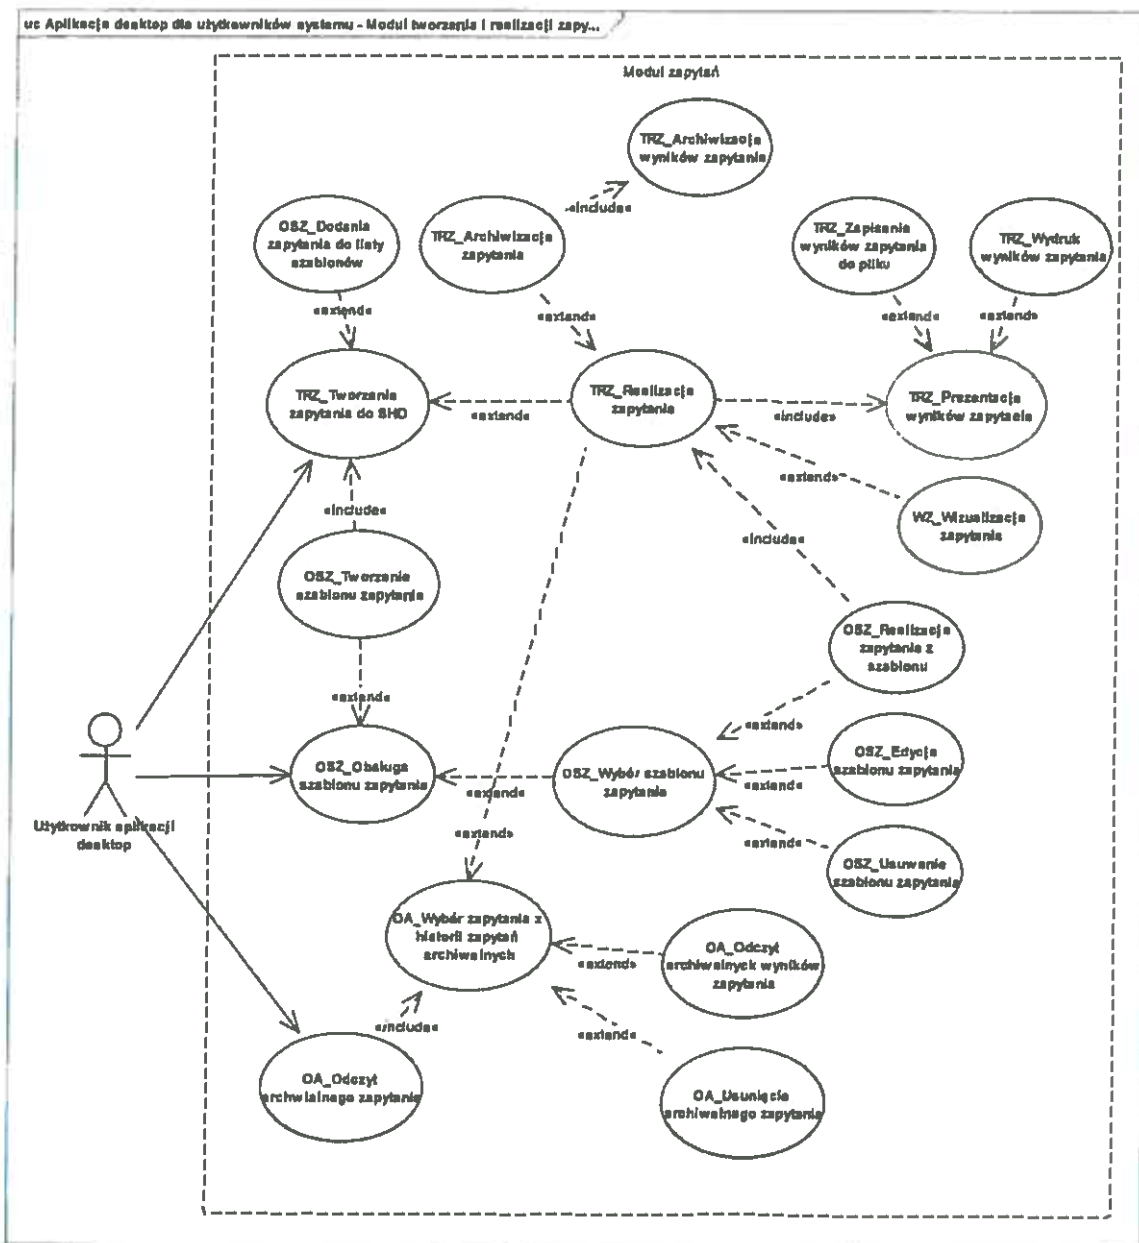 uc Aplikacja desktop dla użytkowników systemu - Moduł tworzenia i realizacji zapy...
Moduł zapytań
TRZ_Archiwizacja
wyników zapytania
«include»
OSZ_Dodanie
zapytania do listy
szablonów
TRZ_Archiwizacja
zapytania
TRZ_Zapisanie
wyników zapytania
do pliku
TRZ_Wydruk
wyników zapytania
«extend»
«extend»
«extend»
«extend»
TRZ_Tworzenie
zapytania do SHD
«extend»
TRZ_Realizacja
zapytania
«include»
TRZ_Prezentacja
wyników zapytania
«extend»
«include»
WZ_Wizualizacja
zapytania
«include»
OSZ_Tworzenie
szablonu zapytania
OSZ_Realizacja
zapytania z
szablonu
«extend»
«extend»
OSZ_Obsługa
szablonu zapytania
«extend»
OSZ_Wybór szablonu
zapytania
«extend»
OSZ_Edycja
szablonu zapytania
Użytkownik aplikacji
desktop
«extend»
«extend»
OSZ_Usuwanie
szablonu zapytania
OA_Wybór zapytania z
historii zapytań
archiwalnych
«extend»
OA_Odczyt
archiwalnych wyników
zapytania
«include»
«extend»
OA_Odczyt
archwialnego zapytania
OA_Usunięcie
archiwalnego zapytania